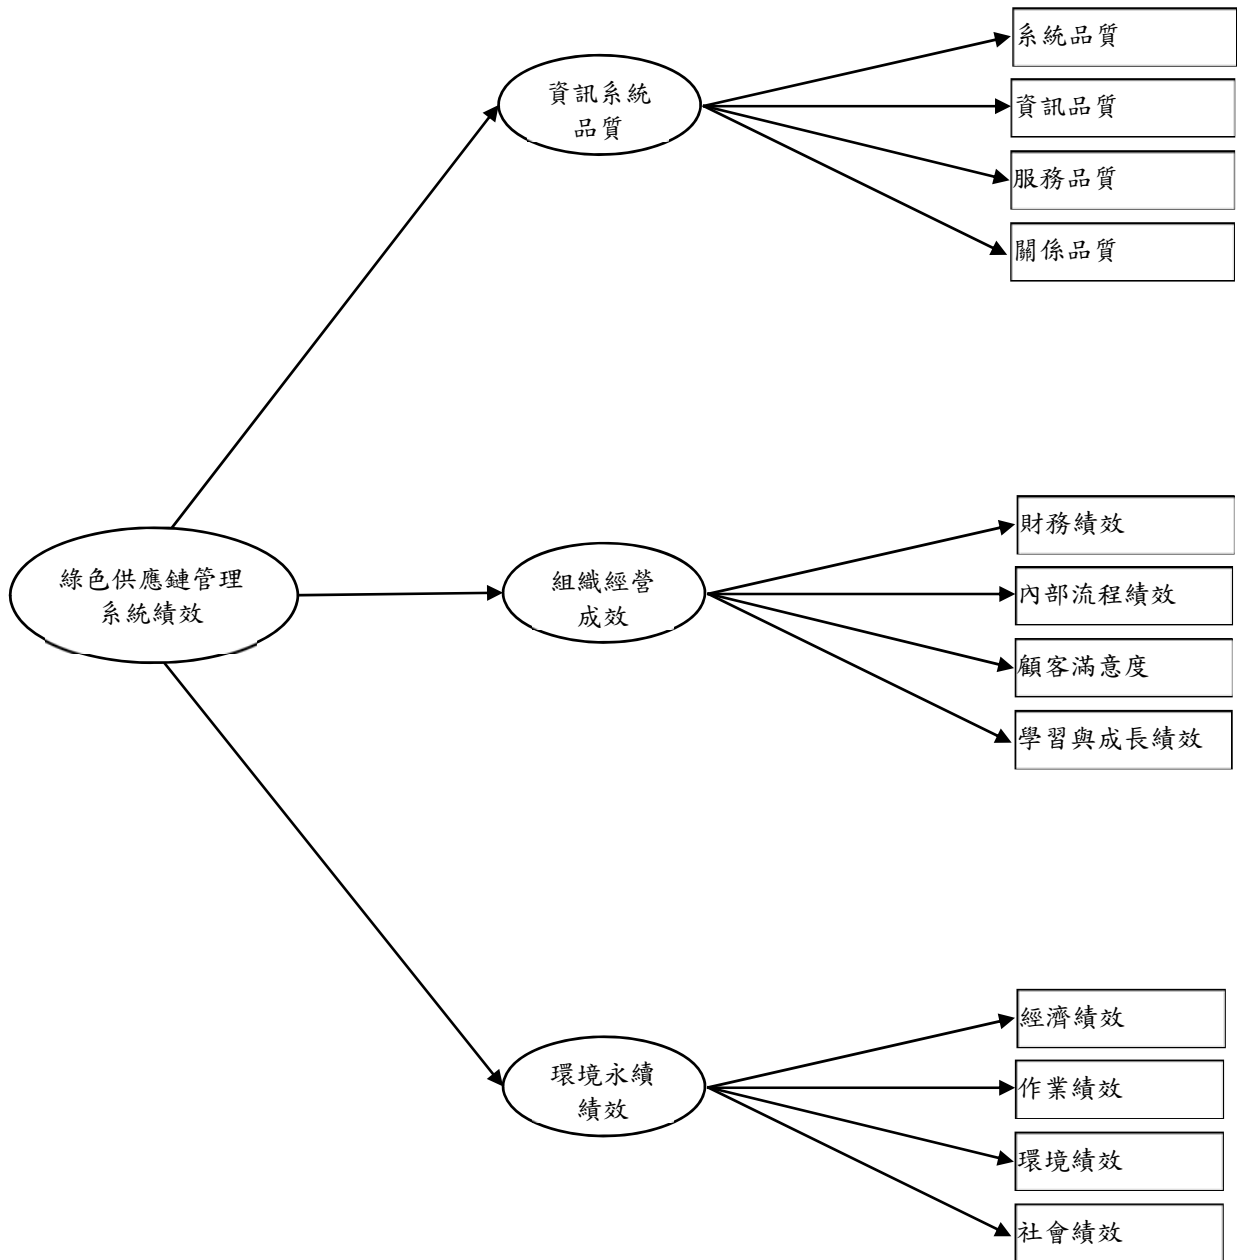 系統品質
資訊系統
品質
資訊品質
服務品質
關係品質
綠色供應鏈管理
系統績效
組織經營
成效
財務績效
內部流程績效
顧客滿意度
學習與成長績效
環境永續
績效
經濟績效
作業績效
環境績效
社會績效